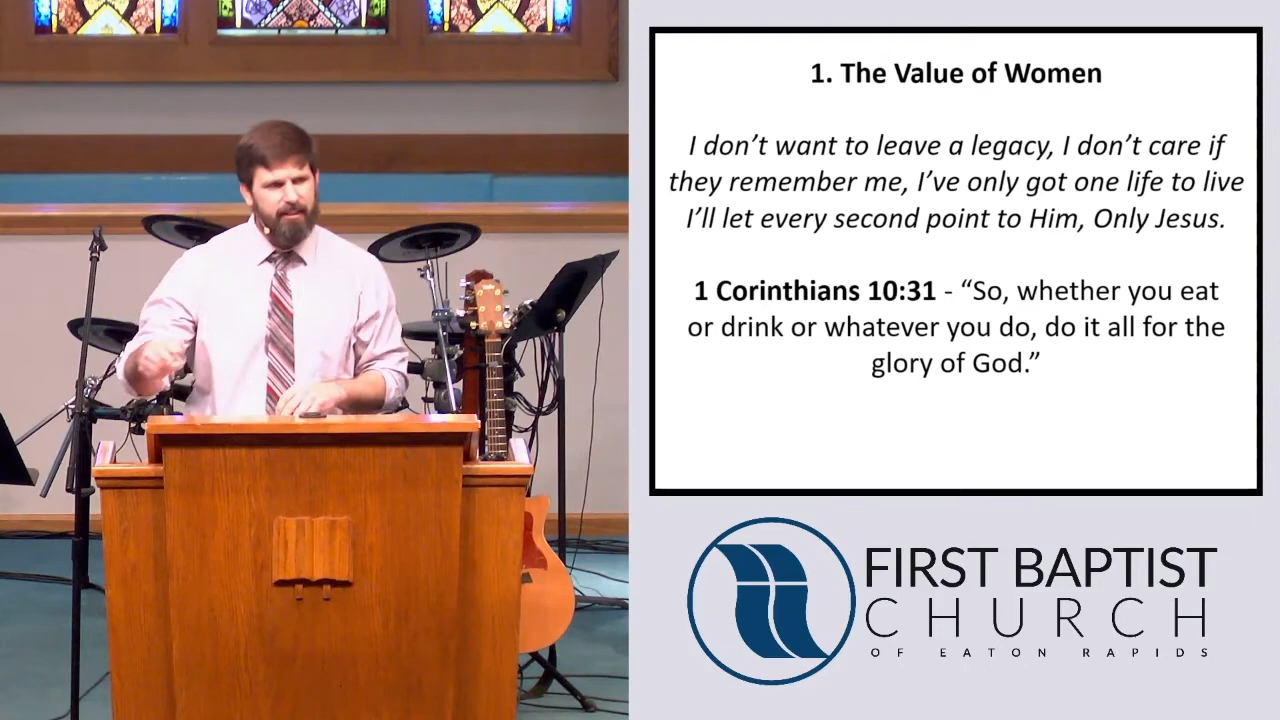 1. The Value of Women
I don’t want to leave a legacy, I don’t care if
they remember me, I’ve only got one life to live
I’ll let every second point to Him, Only Jesus.
1 Corinthians 10:31 - “So, whether you eat
or drink or whatever you do, do it all for the
glory of God.”
FIRST BAPTIST
CHURCH
OF EATON RAPIDS